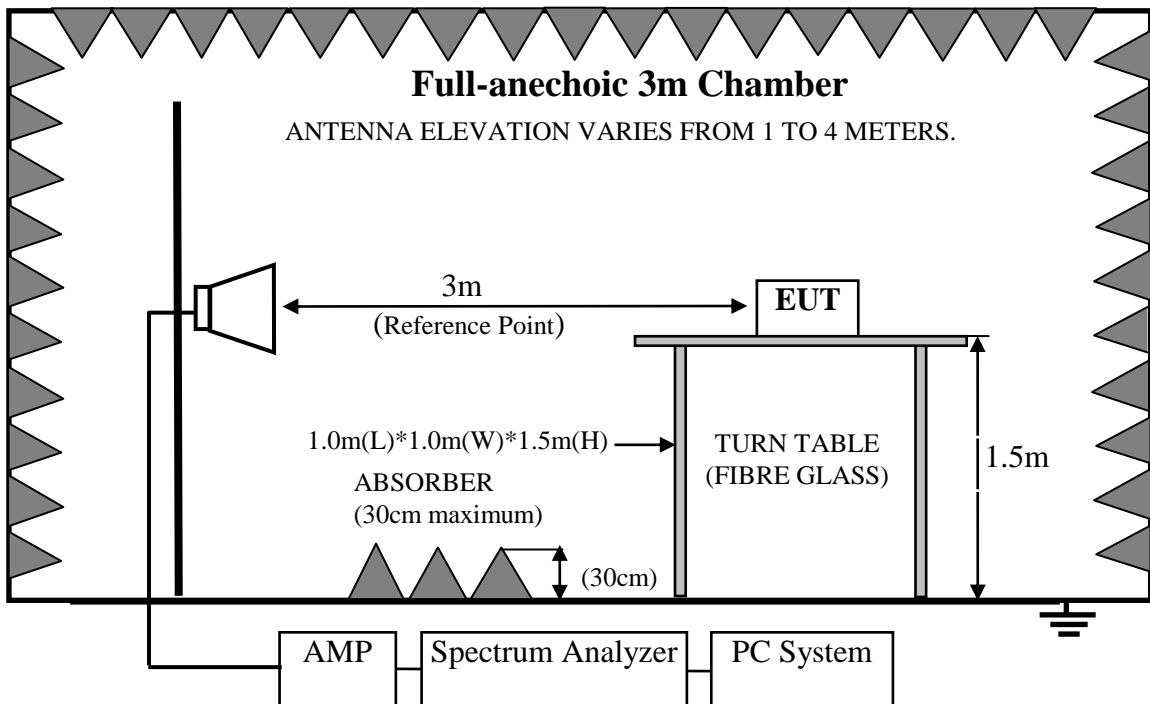 Full-anechoic 3m Chamber
ANTENNA ELEVATION VARIES FROM 1 TO 4 METERS.
3m
(Reference Point)
EUT
1.0m(L)*1.0m(W)*1.5m(H)
TURN TABLE
(FIBRE GLASS)
1.5m
ABSORBER
(30cm maximum)
(30cm)
AMP
Spectrum Analyzer
PC System